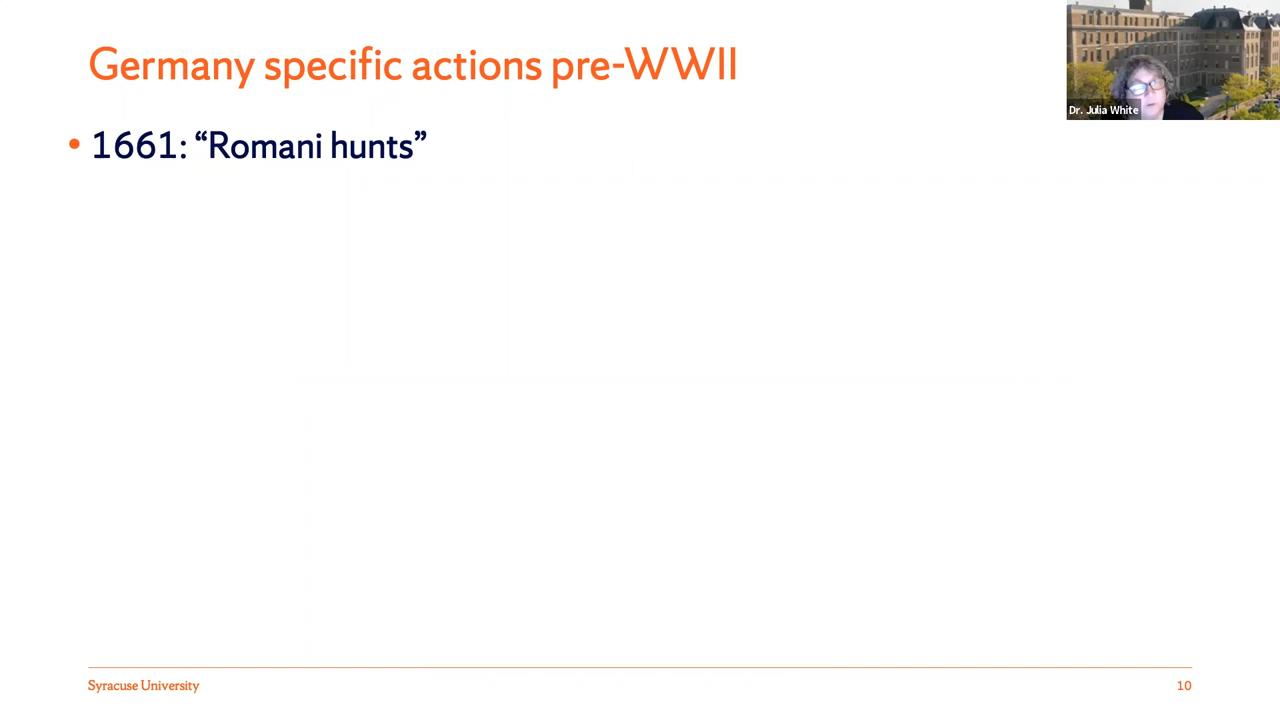 Germany specific actions pre-WWII
Dr. Julia White
• 1661: “Romani hunts”
Syracuse University
10